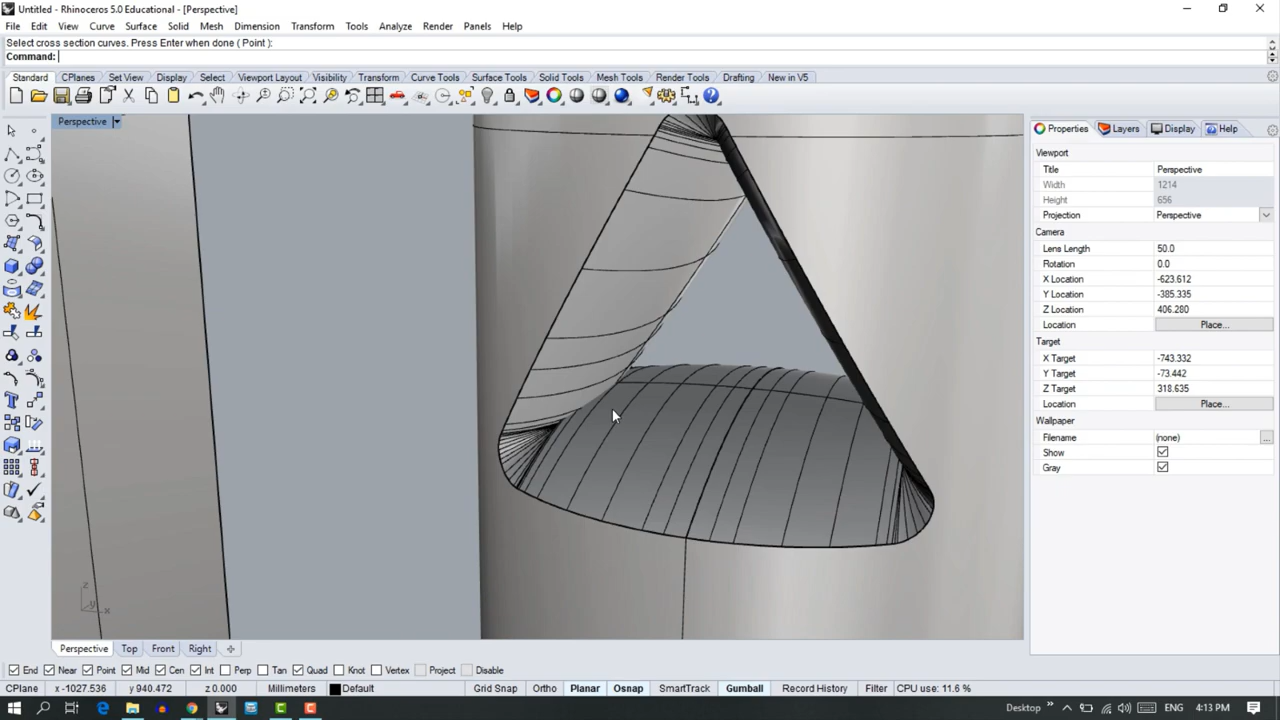 Untitled - Rhinoceros 5.0 Educational - [Perspective]
File Edit View Curve Surface Solid Mesh Dimension Transform Tools Analyze Render Panels Help
Select cross section curves. Press Enter when done ( Point ):
Command:
Standard CPlanes Set View Display Select Viewport Layout Visibility Transform Curve Tools Surface Tools Solid Tools Mesh Tools Render Tools Drafting New in V5
Perspective
Properties Layers Display Help
Viewport
Title Perspective
Width 1214
Height 656
Projection Perspective
Camera
Lens Length 50.0
Rotation 0.0
X Location -623.612
Y Location -385.335
Z Location 406.280
Location Place...
Target
X Target -743.332
Y Target -73.442
Z Target 318.635
Location Place...
Wallpaper
Filename (none) ...
Show
Gray
z
y x
Perspective Top Front Right
End Near Point Mid Cen Int Perp Tan Quad Knot Vertex Project Disable
CPlane x -1027.536 y 940.472 z 0.000 Millimeters Default Grid Snap Ortho Planar Osnap SmartTrack Gumball Record History Filter CPU use: 11.6 %
Desktop » ENG 4:13 PM